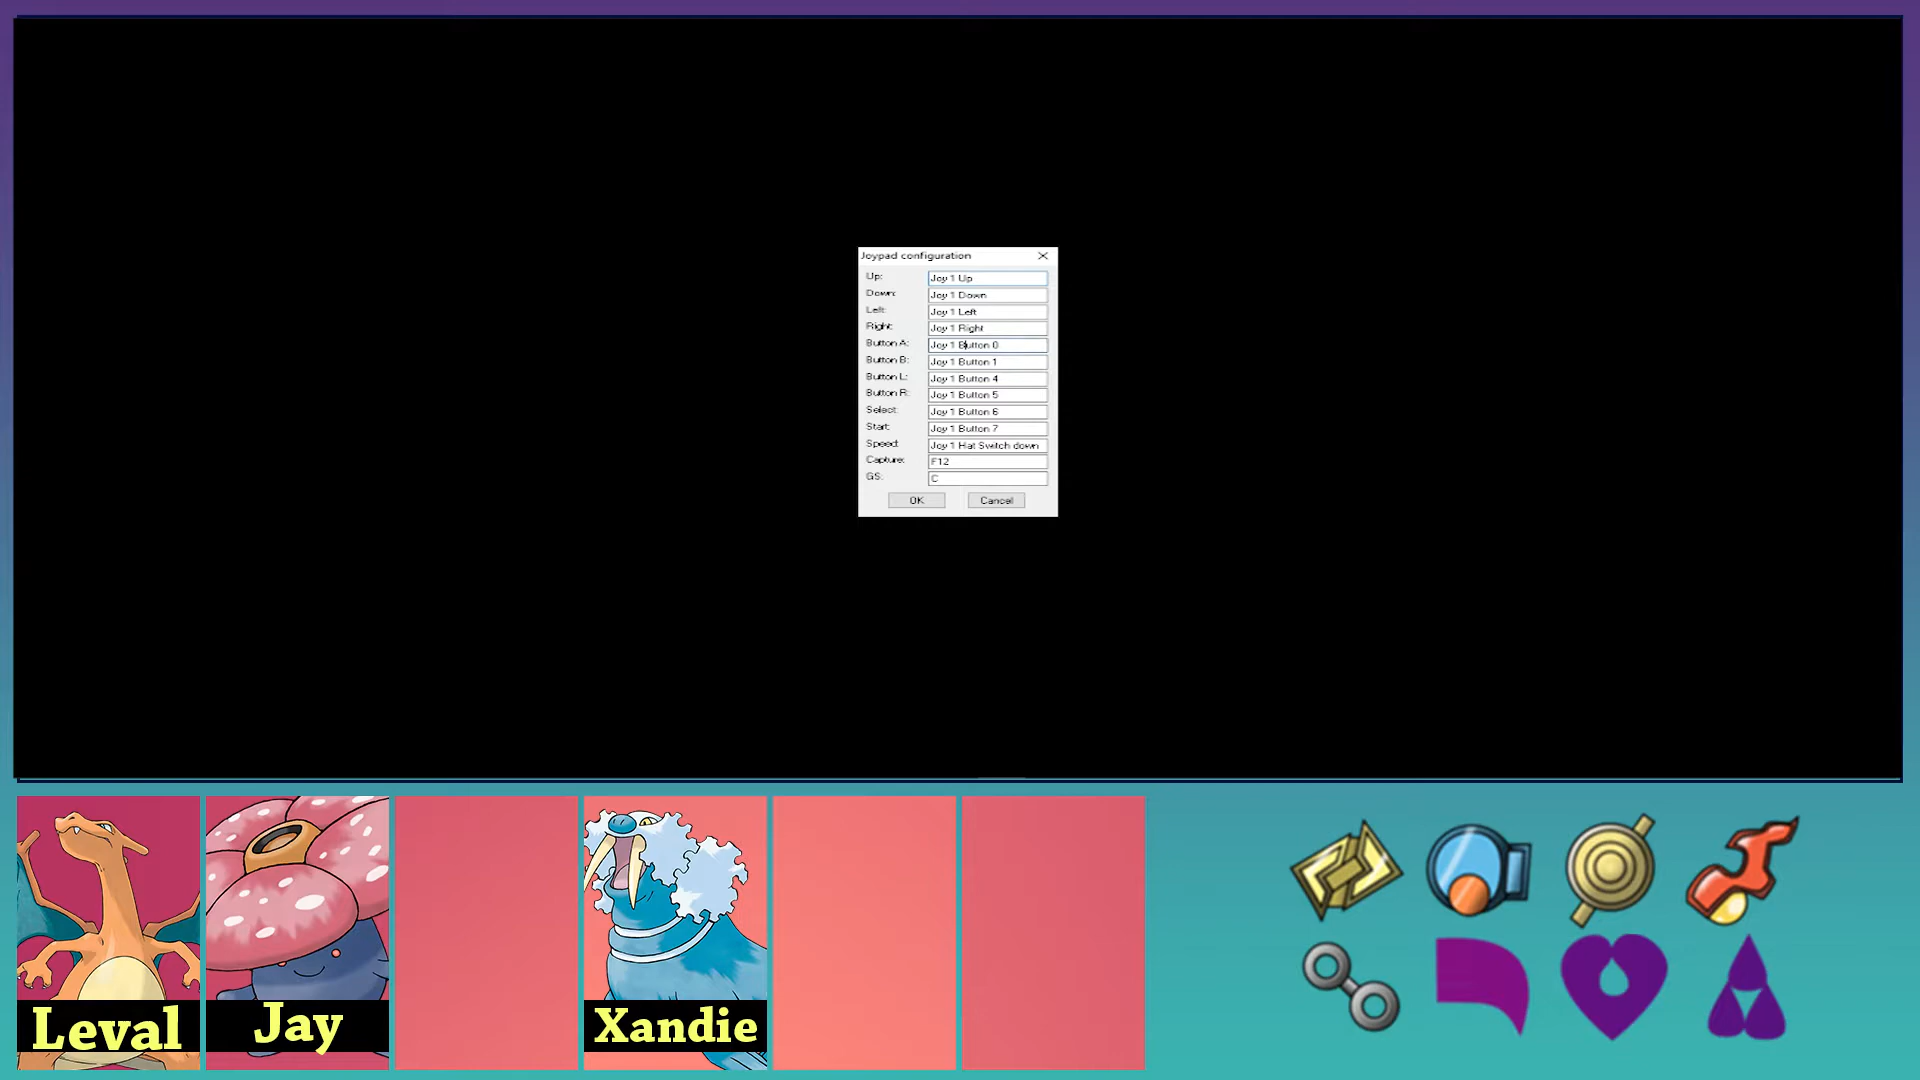 Joypad configuration
Up: Joy 1 Up
Down: Joy 1 Down
Left: Joy 1 Left
Right: Joy 1 Right
Button A: Joy 1 Button 0
Button B: Joy 1 Button 1
Button L: Joy 1 Button 4
Button R: Joy 1 Button 5
Select: Joy 1 Button 6
Start: Joy 1 Button 7
Speed: Joy 1 Hat Switch down
Capture: F12
GS: C
OK Cancel
Leval Jay Xandie